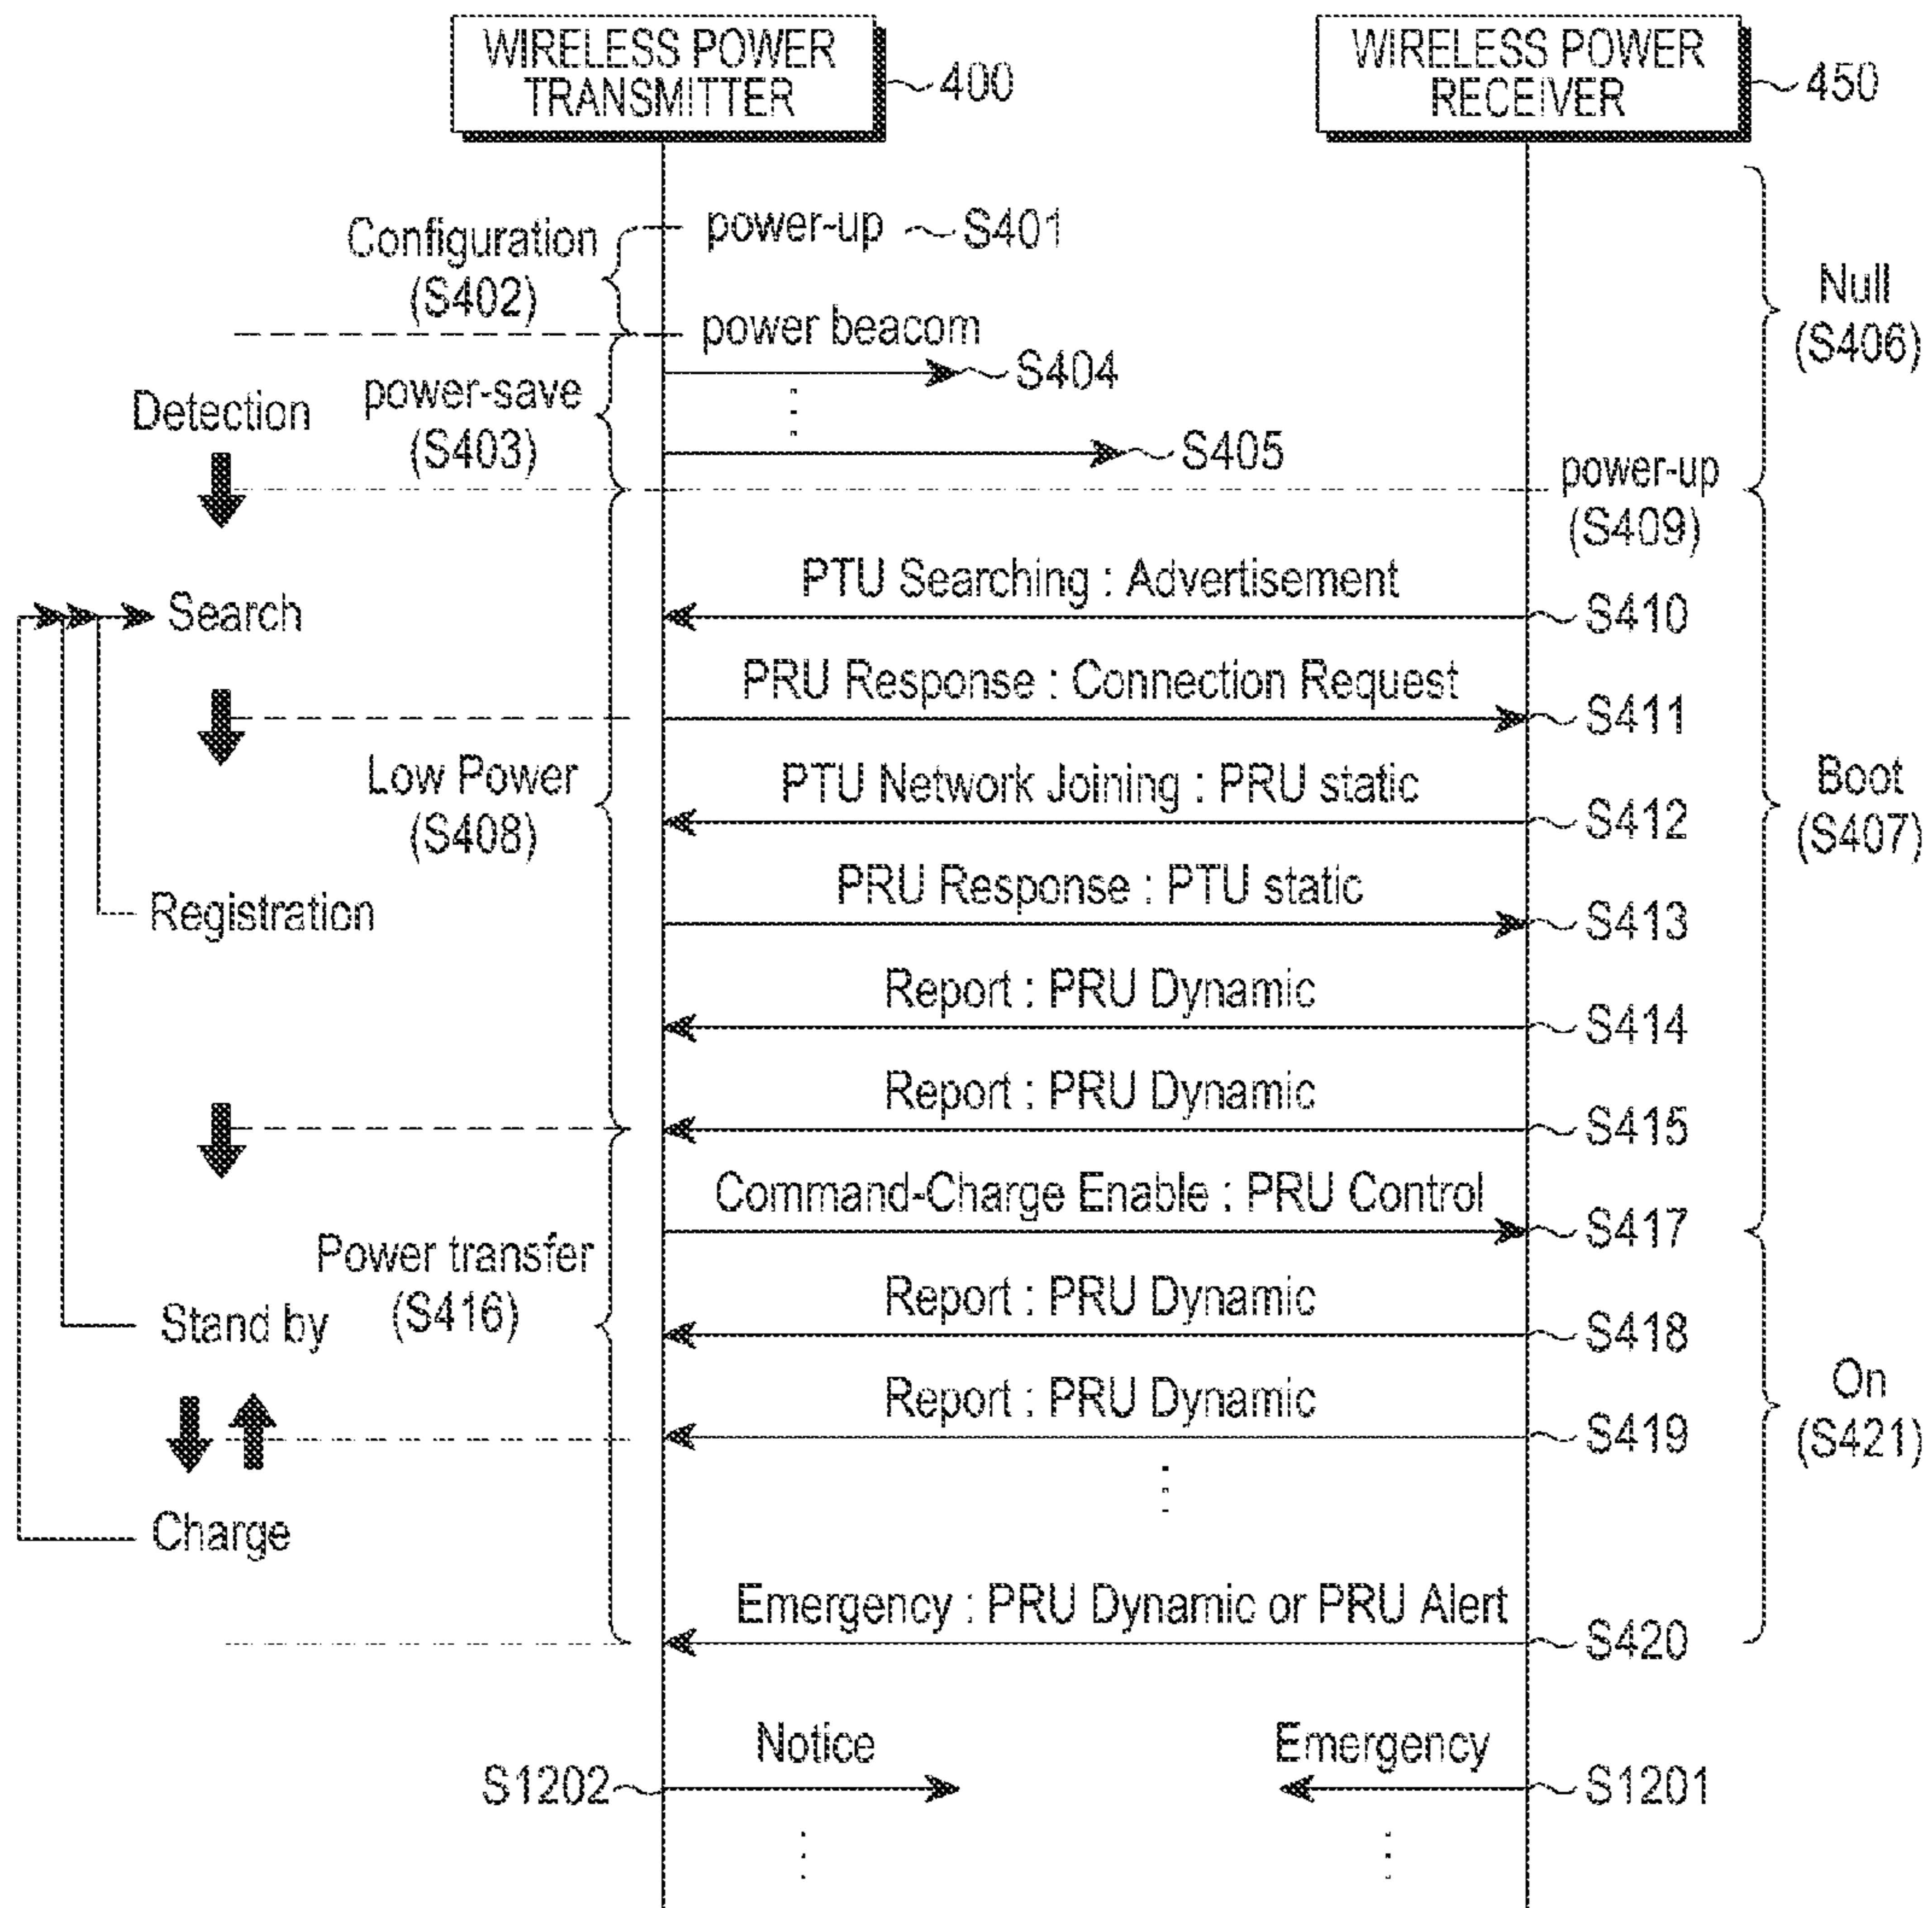 WIRELESS POWER
TRANSMITTER
400
WIRELESS POWER
RECEIVER
450
Configuration
(S402)
power-up
S401
Null
(S406)
power beacom
S404
Detection
power-save
(S403)
S405
power-up
(S409)
PTU Searching : Advertisement
S410
Search
PRU Response : Connection Request
S411
Low Power
(S408)
PTU Network Joining : PRU static
S412
Boot
(S407)
PRU Response : PTU static
S413
Registration
Report : PRU Dynamic
S414
Report : PRU Dynamic
S415
Command-Charge Enable : PRU Control
S417
Power transfer
(S416)
Stand by
Report : PRU Dynamic
S418
Report : PRU Dynamic
S419
On
(S421)
Charge
Emergency : PRU Dynamic or PRU Alert
S420
Notice
S1202
Emergency
S1201